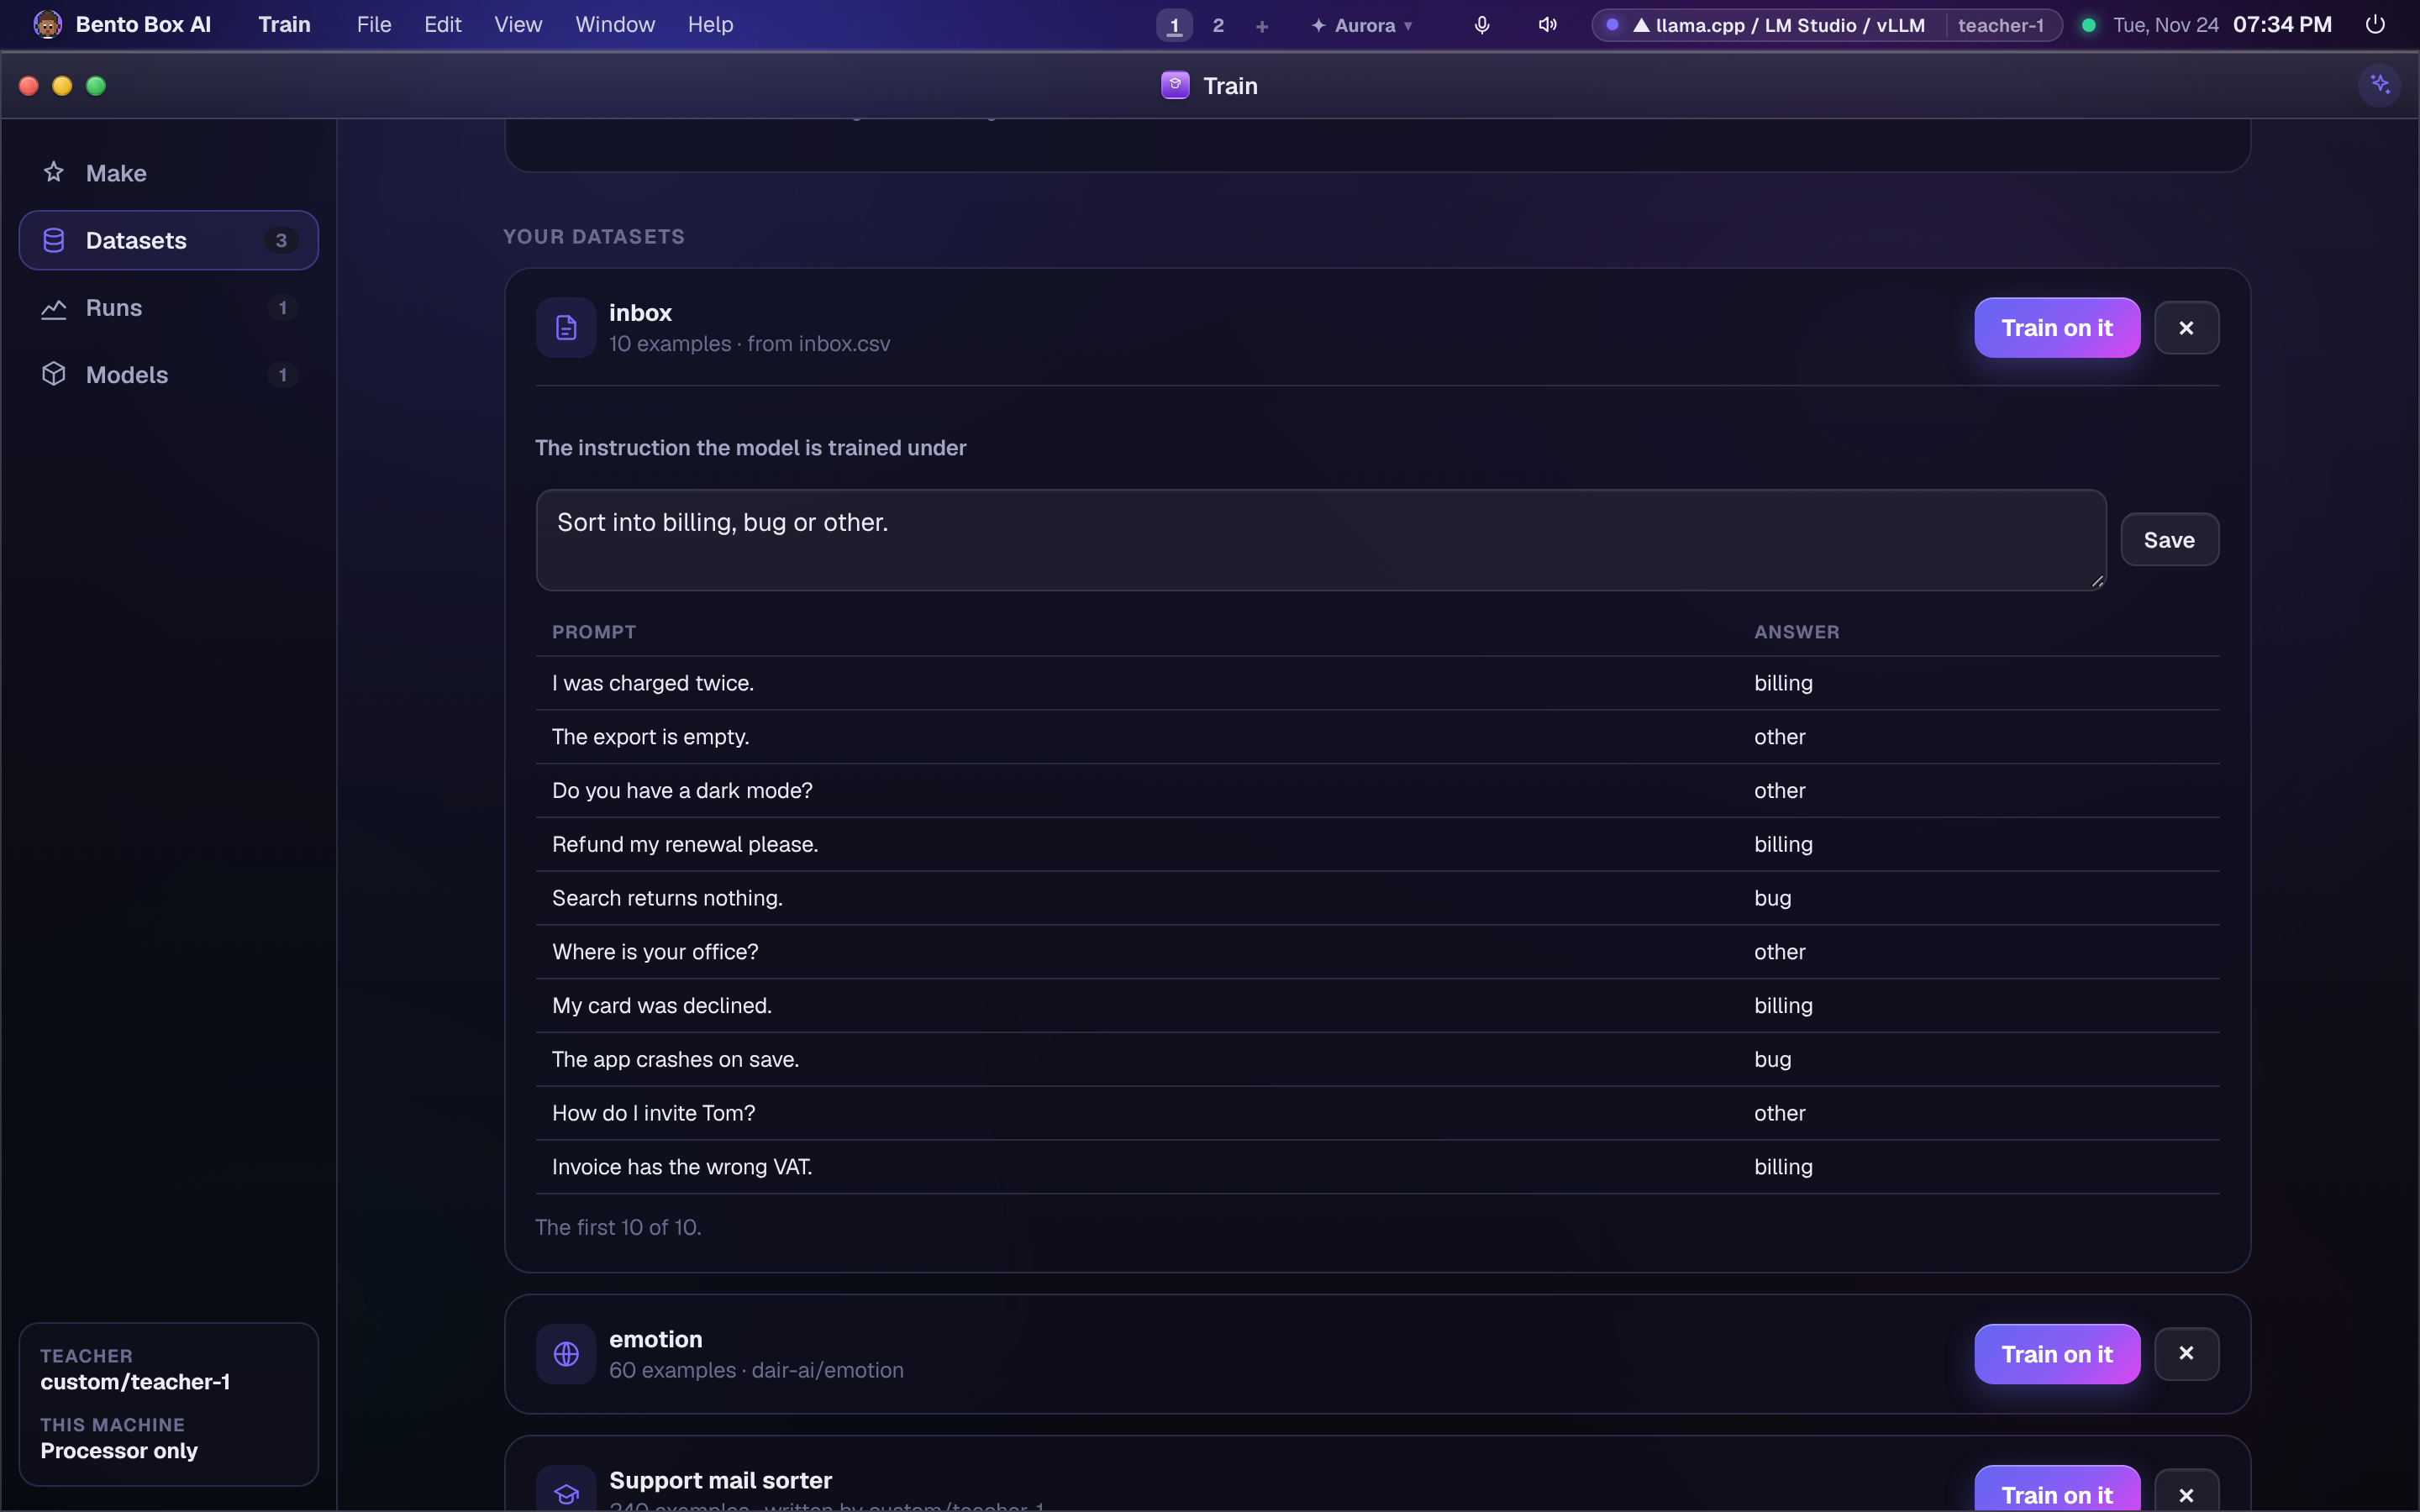 Bento Box AI Train File Edit View Window Help 1 2 + Aurora llama.cpp / LM Studio / vLLM teacher-1 Tue, Nov 24 07:34 PM
Train
Make
Datasets 3
Runs 1
Models 1
YOUR DATASETS
inbox
10 examples · from inbox.csv
Train on it
The instruction the model is trained under
Sort into billing, bug or other.
Save
PROMPT ANSWER
I was charged twice. billing
The export is empty. other
Do you have a dark mode? other
Refund my renewal please. billing
Search returns nothing. bug
Where is your office? other
My card was declined. billing
The app crashes on save. bug
How do I invite Tom? other
Invoice has the wrong VAT. billing
The first 10 of 10.
emotion
60 examples · dair-ai/emotion
Train on it
Support mail sorter
240 examples · written by custom/teacher-1
Train on it
TEACHER
custom/teacher-1
THIS MACHINE
Processor only